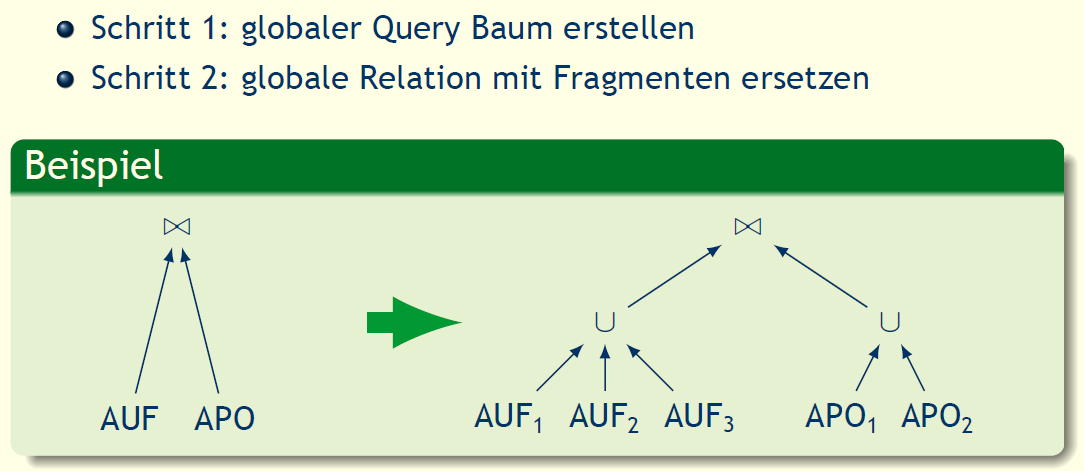 Schritt 1: globaler Query Baum erstellen
Schritt 2: globale Relation mit Fragmenten ersetzen
Beispiel
⋈ ⋈
∪ ∪
AUF APO AUF₁ AUF₂ AUF₃ APO₁ APO₂